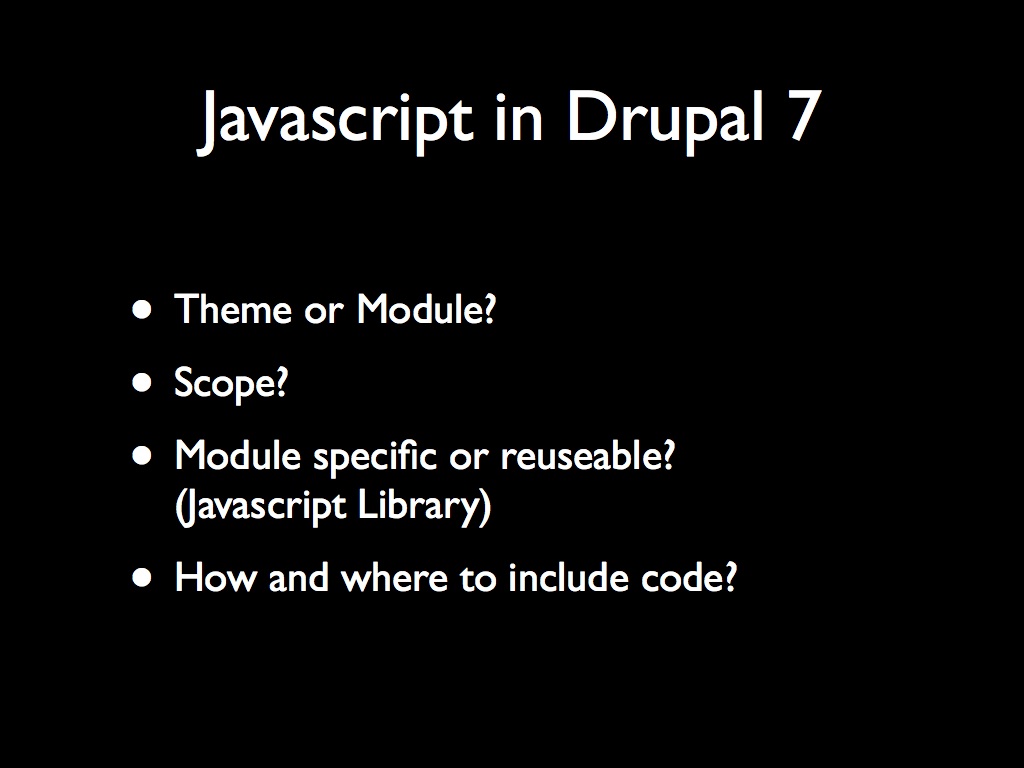 Javascript in Drupal 7
• Theme or Module?
• Scope?
• Module specific or reuseable?
(Javascript Library)
• How and where to include code?